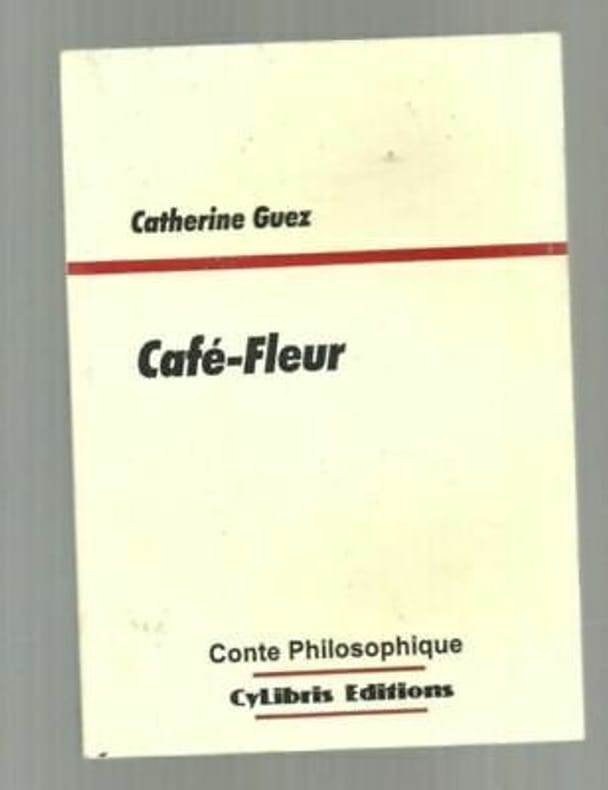 Catherine Guez
Café-Fleur
Conte Philosophique
CyLibris Editions